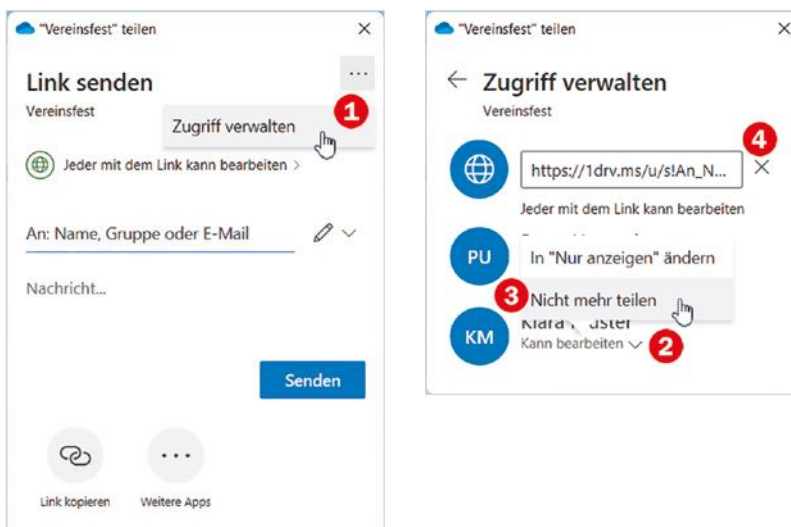 "Vereinsfest" teilen
Link senden
...
Vereinsfest
1
Zugriff verwalten
Jeder mit dem Link kann bearbeiten >
An: Name, Gruppe oder E-Mail
Nachricht...
Senden
Link kopieren
Weitere Apps
"Vereinsfest" teilen
Zugriff verwalten
Vereinsfest
4
https://1drv.ms/u/s!An_N...
Jeder mit dem Link kann bearbeiten
PU
In "Nur anzeigen" ändern
3
Nicht mehr teilen
KM
Klara
Kann bearbeiten
2